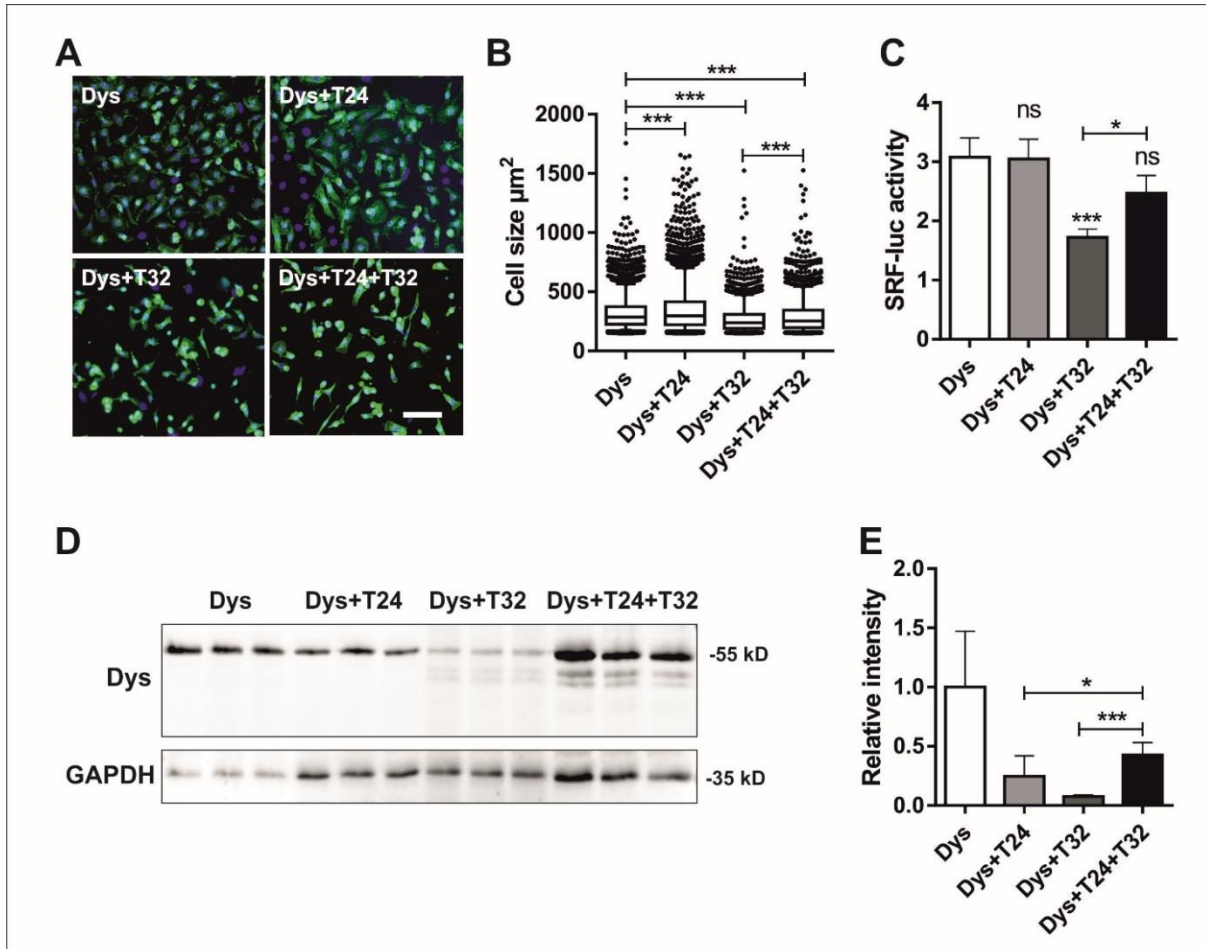 A
Dys
Dys+T24
Dys+T32
Dys+T24+T32
B
***
***
***
***
Cell size µm²
2000
1500
1000
500
0
Dys
Dys+T24
Dys+T32
Dys+T24+T32
C
SRF-luc activity
4
3
2
1
0
ns
*
ns
***
Dys
Dys+T24
Dys+T32
Dys+T24+T32
D
Dys Dys+T24 Dys+T32 Dys+T24+T32
Dys
-55 kD
GAPDH
-35 kD
E
Relative intensity
2.0
1.5
1.0
0.5
0.0
*
***
Dys
Dys+T24
Dys+T32
Dys+T24+T32